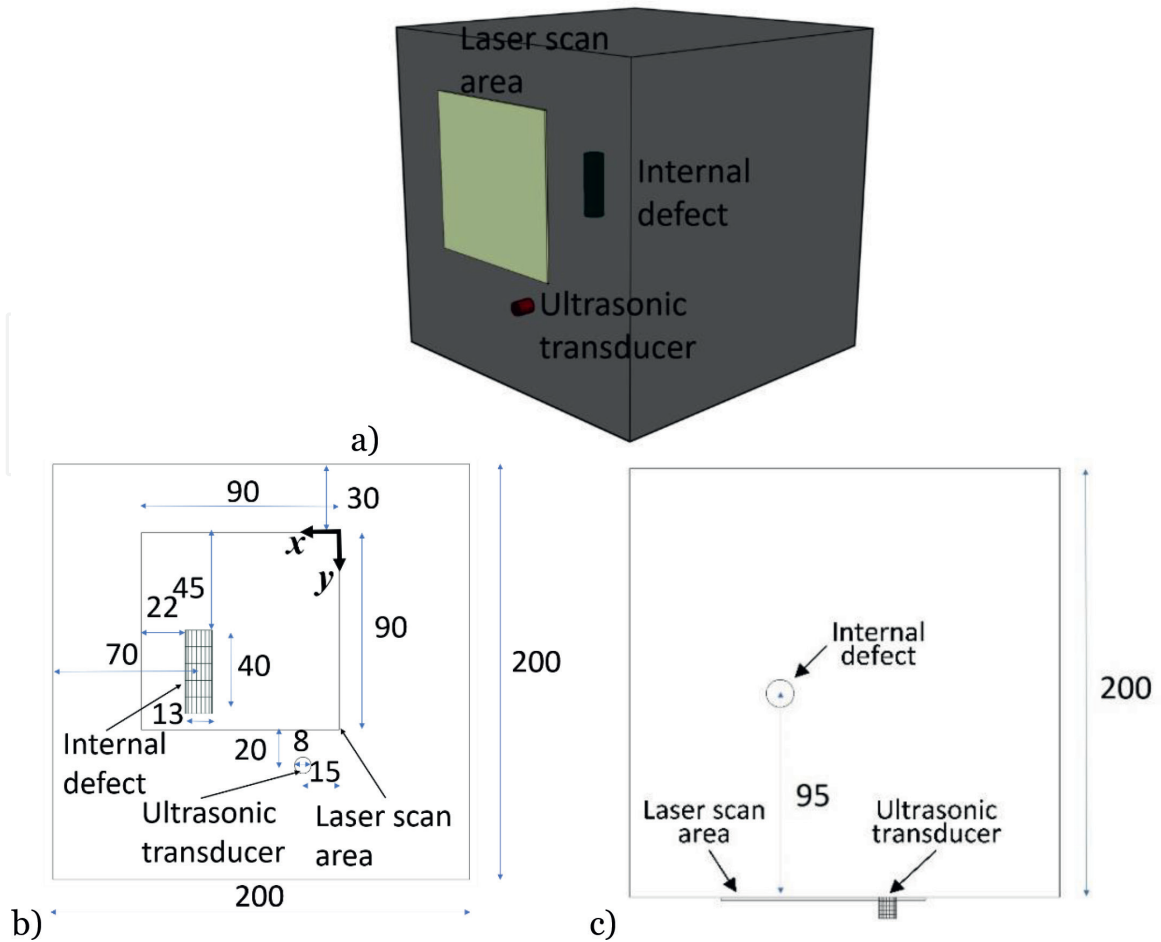 Laser scan
area
Internal
defect
Ultrasonic
transducer
a)
90
30
x
y
45
22
70
40
13
90
200
20
8
15
Internal
defect
Ultrasonic
transducer
Laser scan
area
200
b)
Internal
defect
200
95
Laser scan
area
Ultrasonic
transducer
c)